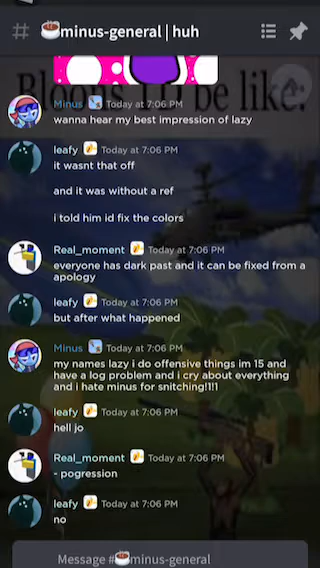 # ☕minus-general | huh
Bloons TD be like:
Minus Today at 7:06 PM
wanna hear my best impression of lazy
leafy Today at 7:06 PM
it wasnt that off
and it was without a ref
i told him id fix the colors
Real_moment Today at 7:06 PM
everyone has dark past and it can be fixed from a
apology
leafy Today at 7:06 PM
but after what happened
Minus Today at 7:06 PM
my names lazy i do offensive things im 15 and
have a log problem and i cry about everything
and i hate minus for snitching!1!1
leafy Today at 7:06 PM
hell jo
Real_moment Today at 7:06 PM
- pogression
leafy Today at 7:06 PM
no
Message #☕minus-general